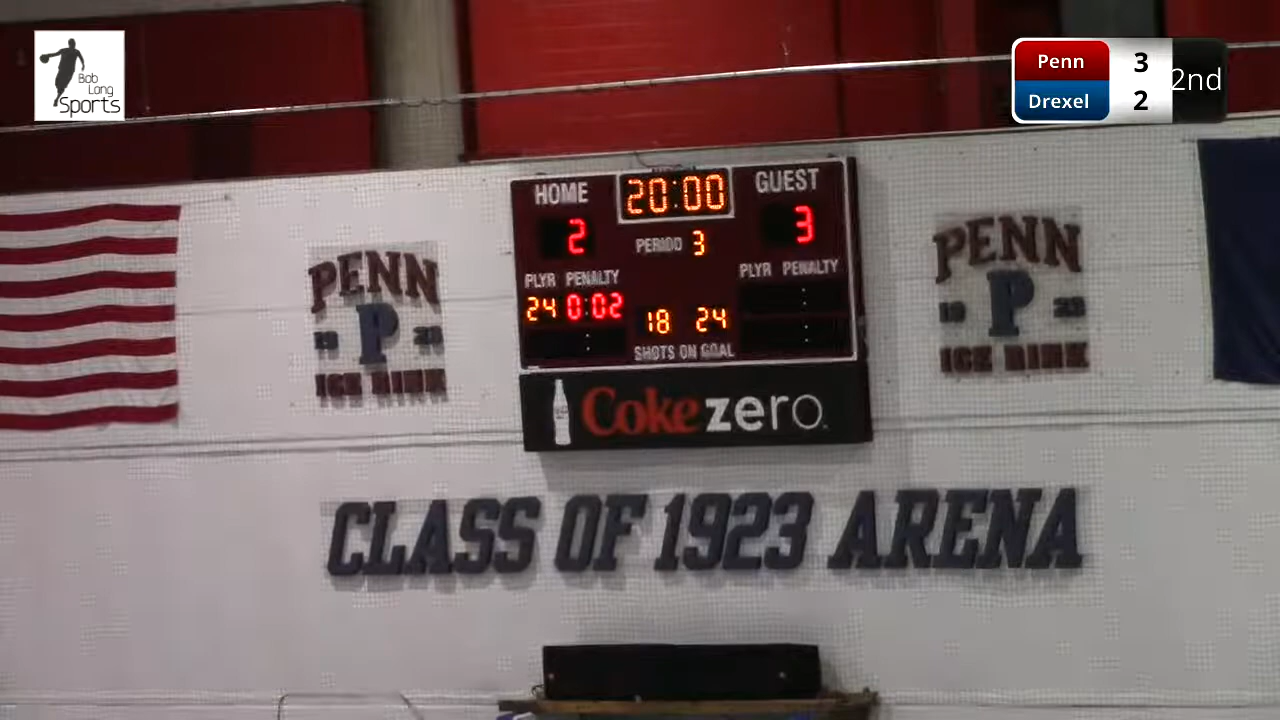 Bob
Long
Sports
Penn 3
Drexel 2
2nd
HOME 20:00 GUEST
2 PERIOD 3 3
PLYR PENALTY PLYR PENALTY
24 0:02 : 
18 24
: :
SHOTS ON GOAL
PENN
P
ICE RINK
PENN
19 P 23
ICE RINK
Coke zero
CLASS OF 1923 ARENA